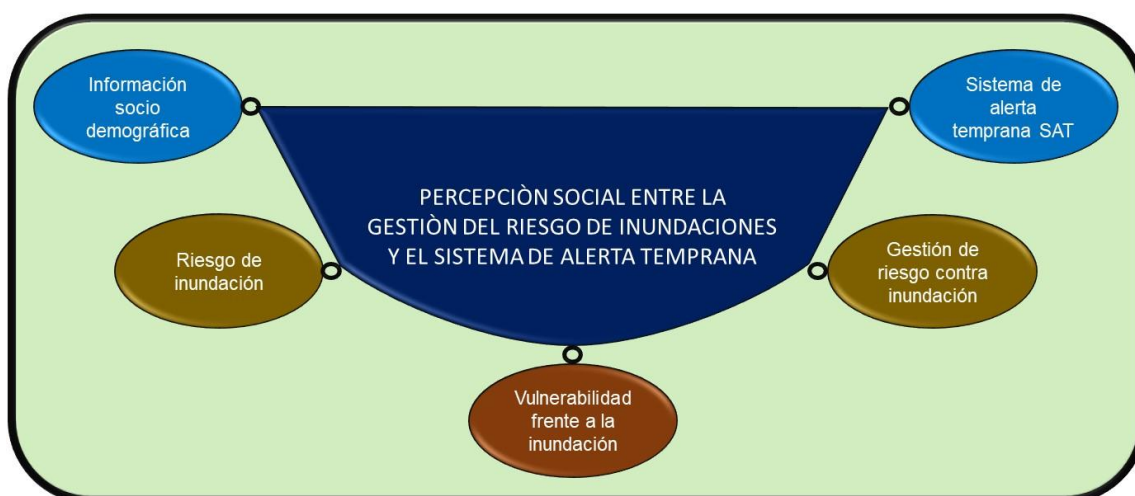 Información
socio
demográfica
Sistema de
alerta
temprana SAT
PERCEPCIÒN SOCIAL ENTRE LA
GESTIÒN DEL RIESGO DE INUNDACIONES
Y EL SISTEMA DE ALERTA TEMPRANA
Riesgo de
inundación
Gestión de
riesgo contra
inundación
Vulnerabilidad
frente a la
inundación